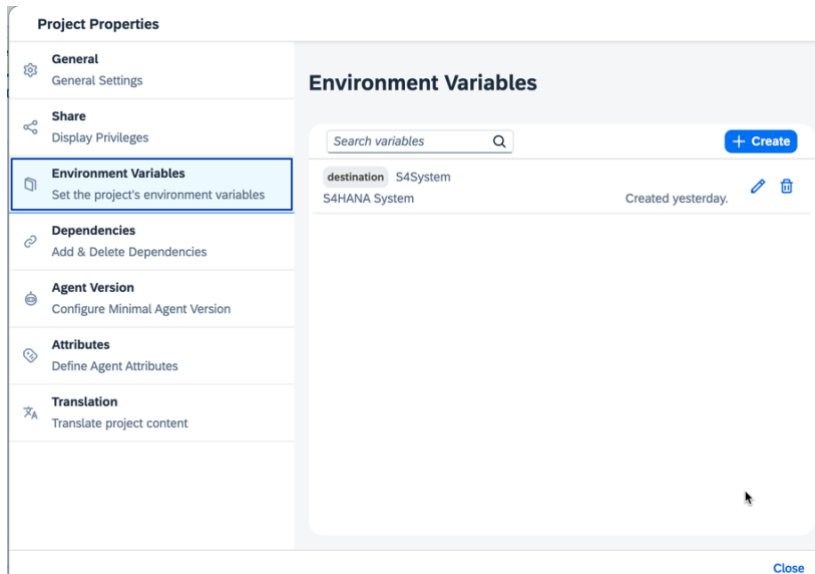 Project Properties
General
General Settings
Share
Display Privileges
Environment Variables
Set the project's environment variables
Dependencies
Add & Delete Dependencies
Agent Version
Configure Minimal Agent Version
Attributes
Define Agent Attributes
Translation
Translate project content
Environment Variables
Search variables
+ Create
destination S4System
S4HANA System Created yesterday.
Close